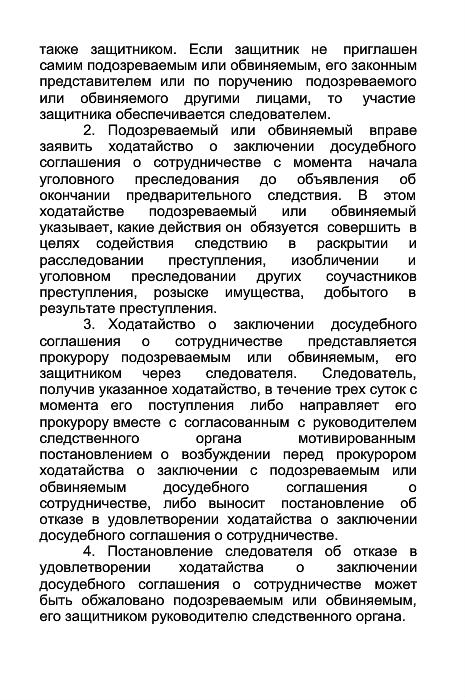 также защитником. Если защитник не приглашен
самим подозреваемым или обвиняемым, его законным
представителем или по поручению подозреваемого
или обвиняемого другими лицами, то участие
защитника обеспечивается следователем.
2. Подозреваемый или обвиняемый вправе
заявить ходатайство о заключении досудебного
соглашения о сотрудничестве с момента начала
уголовного преследования до объявления об
окончании предварительного следствия. В этом
ходатайстве подозреваемый или обвиняемый
указывает, какие действия он обязуется совершить в
целях содействия следствию в раскрытии и
расследовании преступления, изобличении и
уголовном преследовании других соучастников
преступления, розыске имущества, добытого в
результате преступления.
3. Ходатайство о заключении досудебного
соглашения о сотрудничестве представляется
прокурору подозреваемым или обвиняемым, его
защитником через следователя. Следователь,
получив указанное ходатайство, в течение трех суток с
момента его поступления либо направляет его
прокурору вместе с согласованным с руководителем
следственного органа мотивированным
постановлением о возбуждении перед прокурором
ходатайства о заключении с подозреваемым или
обвиняемым досудебного соглашения о
сотрудничестве, либо выносит постановление об
отказе в удовлетворении ходатайства о заключении
досудебного соглашения о сотрудничестве.
4. Постановление следователя об отказе в
удовлетворении ходатайства о заключении
досудебного соглашения о сотрудничестве может
быть обжаловано подозреваемым или обвиняемым,
его защитником руководителю следственного органа.